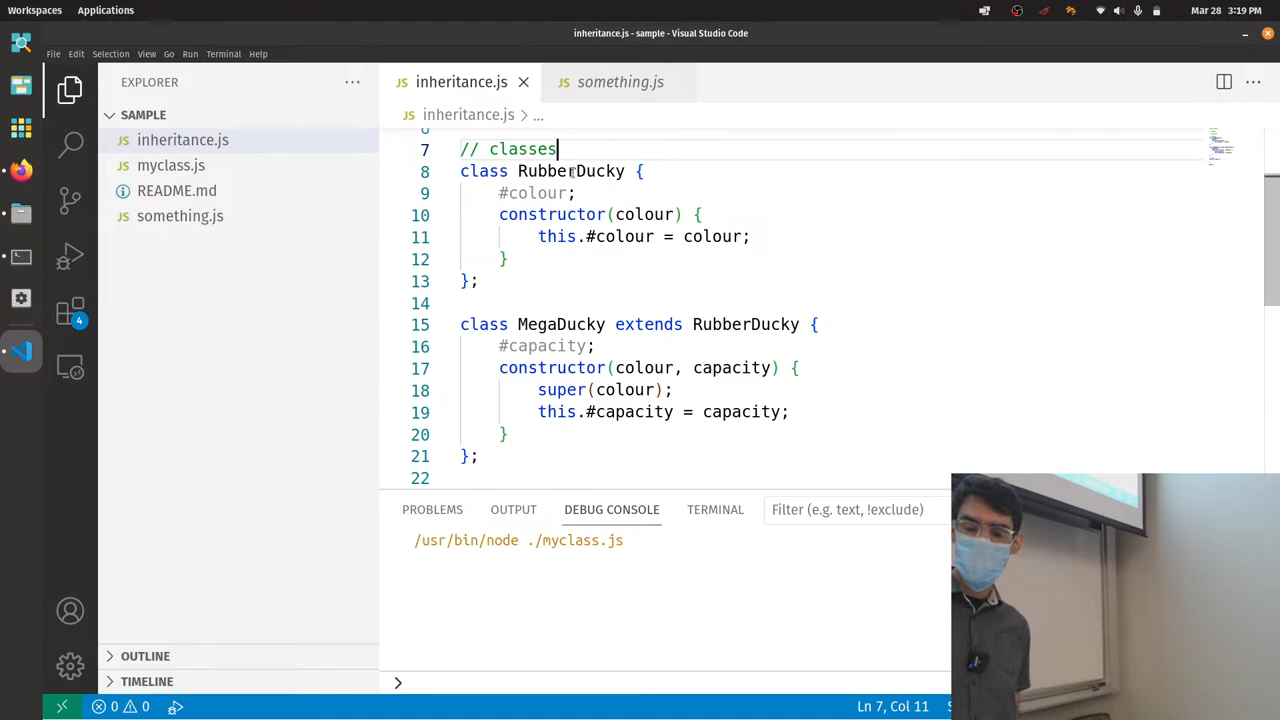 Workspaces Applications Mar 28 3:19 PM
inheritance.js - sample - Visual Studio Code
File Edit Selection View Go Run Terminal Help
EXPLORER
SAMPLE
JS inheritance.js
JS myclass.js
README.md
JS something.js
4
OUTLINE
TIMELINE
JS inheritance.js JS something.js
JS inheritance.js > ...
6
7 // classes
8 class RubberDucky {
9 #colour;
10 constructor(colour) {
11 this.#colour = colour;
12 }
13 };
14
15 class MegaDucky extends RubberDucky {
16 #capacity;
17 constructor(colour, capacity) {
18 super(colour);
19 this.#capacity = capacity;
20 }
21 };
22
PROBLEMS OUTPUT DEBUG CONSOLE TERMINAL Filter (e.g. text, !exclude)
/usr/bin/node ./myclass.js
0 0 Ln 7, Col 11